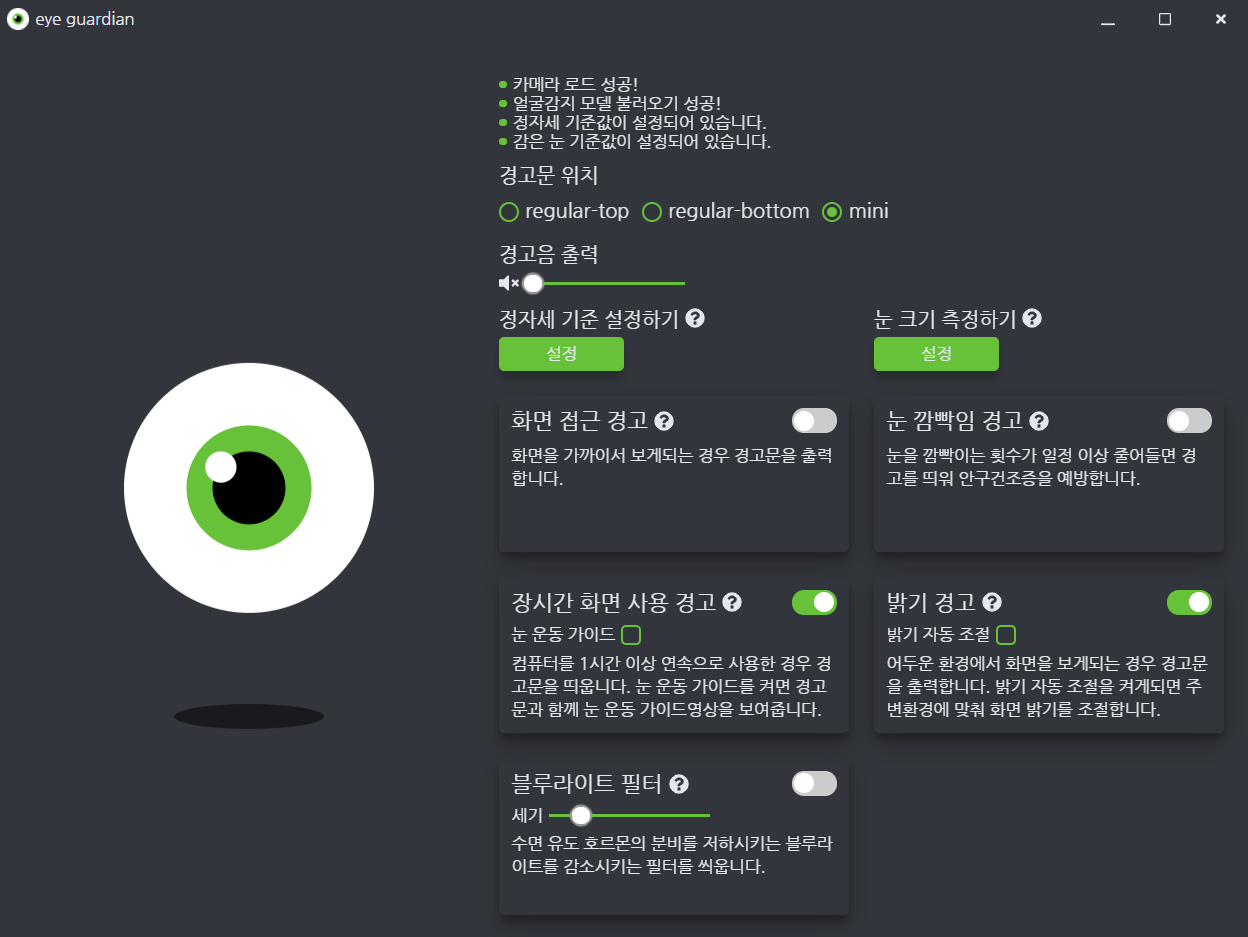 eye guardian
카메라 로드 성공!
얼굴감지 모델 불러오기 성공!
정자세 기준값이 설정되어 있습니다.
감은 눈 기준값이 설정되어 있습니다.
경고문 위치
regular-top regular-bottom mini
경고음 출력
정자세 기준 설정하기
설정
눈 크기 측정하기
설정
화면 접근 경고
화면을 가까이서 보게되는 경우 경고문을 출력
합니다.
눈 깜빡임 경고
눈을 깜빡이는 횟수가 일정 이상 줄어들면 경
고를 띄워 안구건조증을 예방합니다.
장시간 화면 사용 경고
눈 운동 가이드
컴퓨터를 1시간 이상 연속으로 사용한 경우 경
고문을 띄웁니다. 눈 운동 가이드를 켜면 경고
문과 함께 눈 운동 가이드영상을 보여줍니다.
밝기 경고
밝기 자동 조절
어두운 환경에서 화면을 보게되는 경우 경고문
을 출력합니다. 밝기 자동 조절을 켜게되면 주
변환경에 맞춰 화면 밝기를 조절합니다.
블루라이트 필터
세기
수면 유도 호르몬의 분비를 저하시키는 블루라
이트를 감소시키는 필터를 씌웁니다.